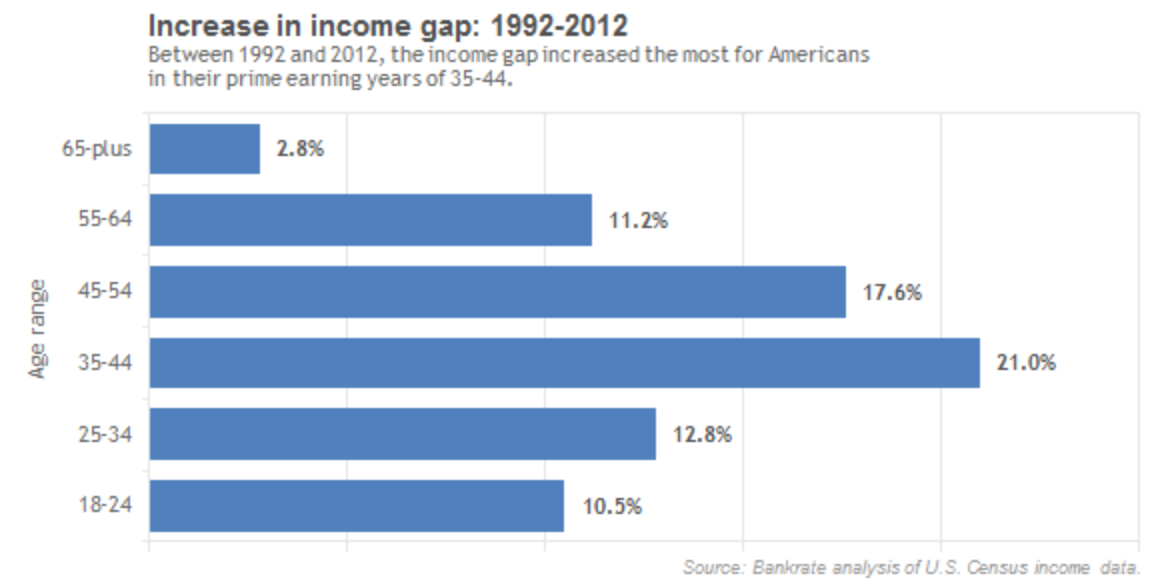 Increase in income gap: 1992-2012
Between 1992 and 2012, the income gap increased the most for Americans
in their prime earning years of 35-44.
65-plus
2.8%
55-64
11.2%
45-54
17.6%
Age range
35-44
21.0%
25-34
12.8%
18-24
10.5%
Source: Bankrate analysis of U.S. Census income data.